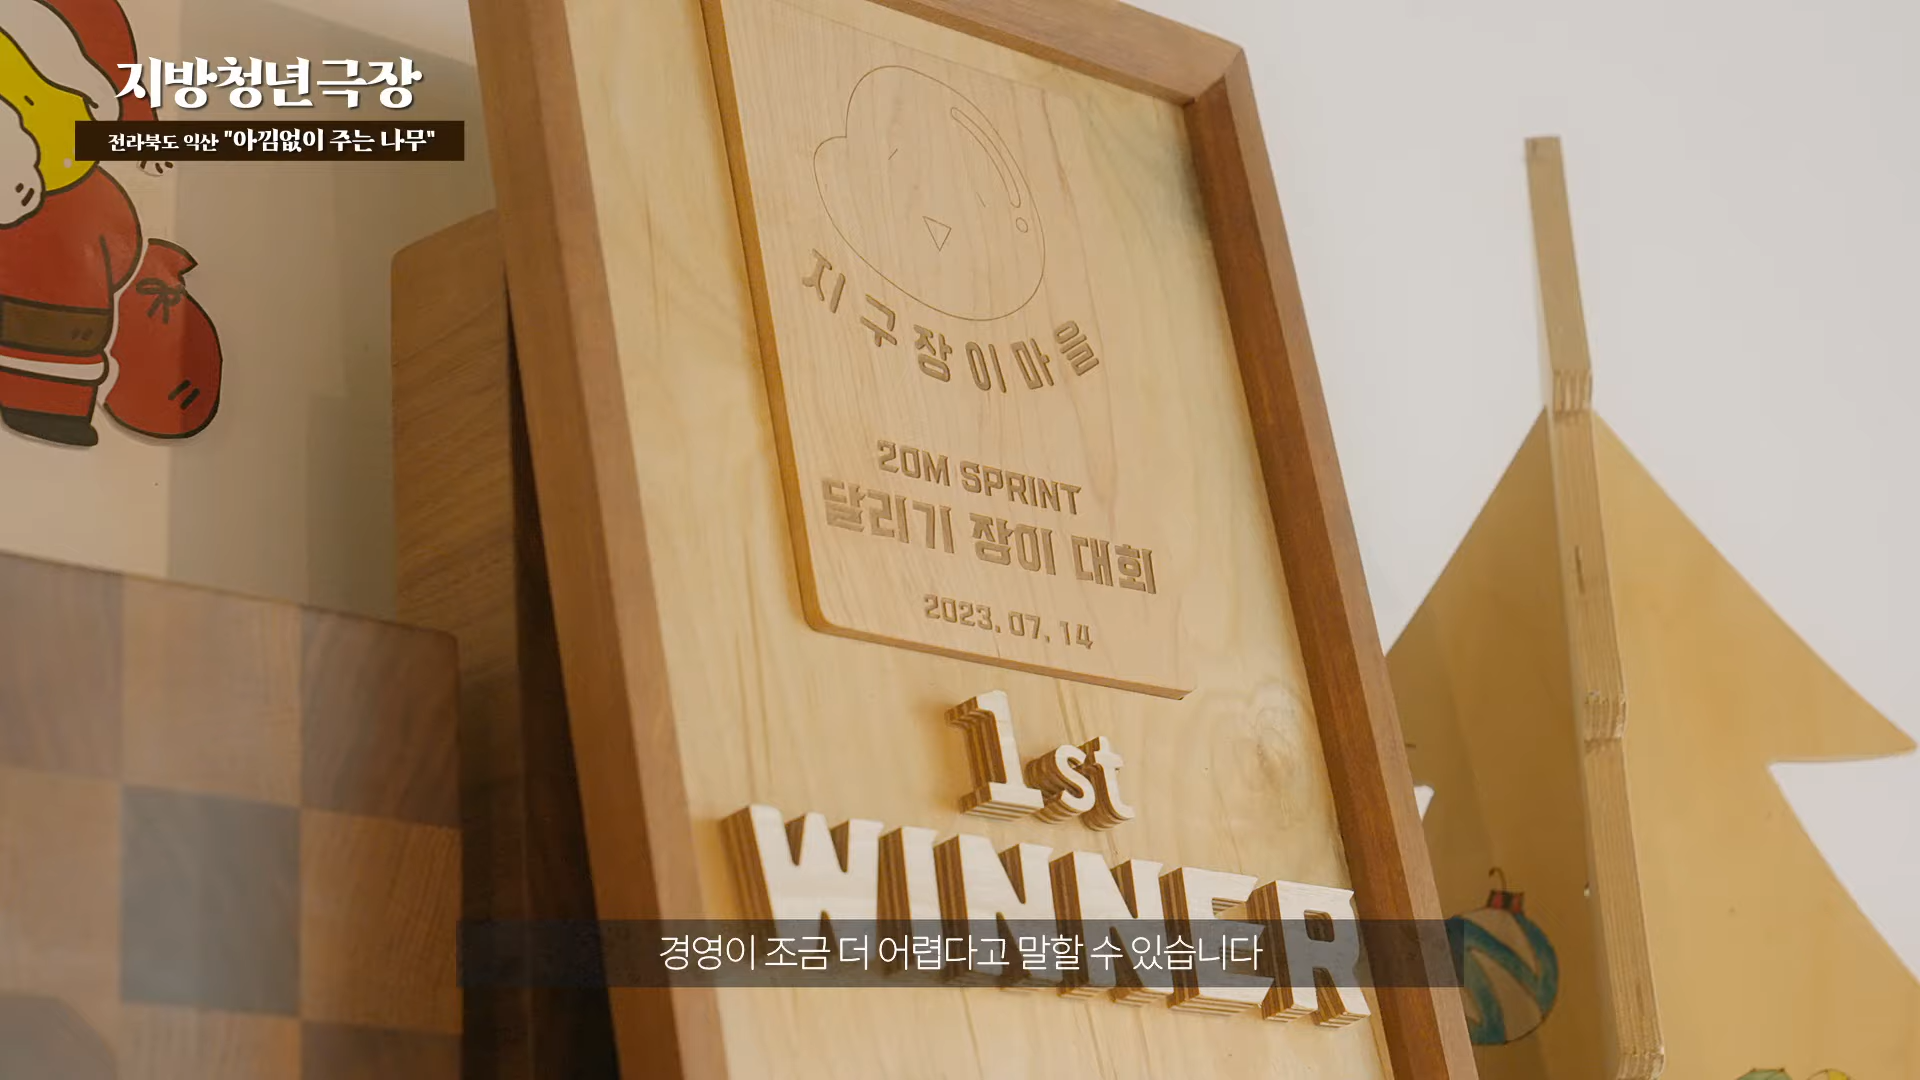 지방청년극장
전라북도 익산 "아낌없이 주는 나무"
지구장이마을
20M SPRINT
달리기 장이 대회
2023. 07. 14
1st
WINNER
경영이 조금 더 어렵다고 말할 수 있습니다